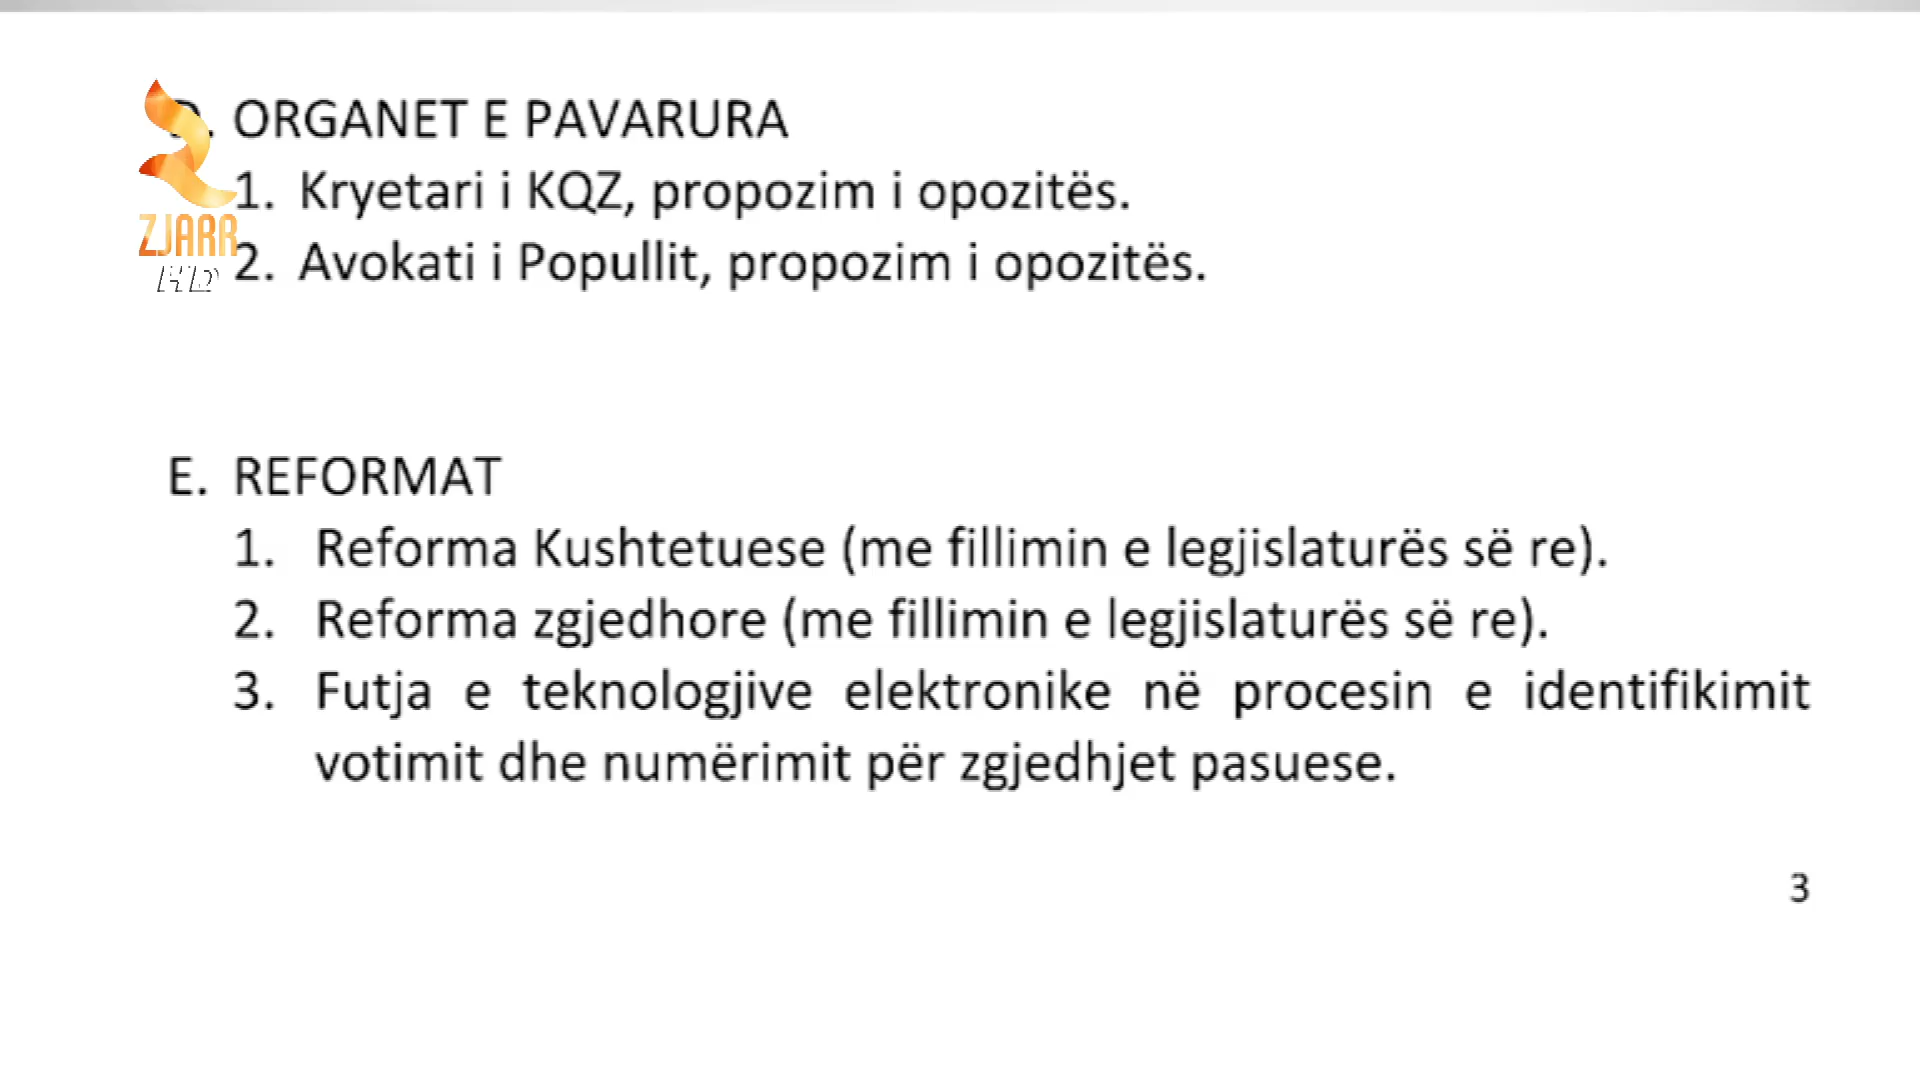 D. ORGANET E PAVARURA
1. Kryetari i KQZ, propozim i opozitës.
ZJARR
2. Avokati i Popullit, propozim i opozitës.
HD
E. REFORMAT
1. Reforma Kushtetuese (me fillimin e legjislaturës së re).
2. Reforma zgjedhore (me fillimin e legjislaturës së re).
3. Futja e teknologjive elektronike në procesin e identifikimit
votimit dhe numërimit për zgjedhjet pasuese.
3